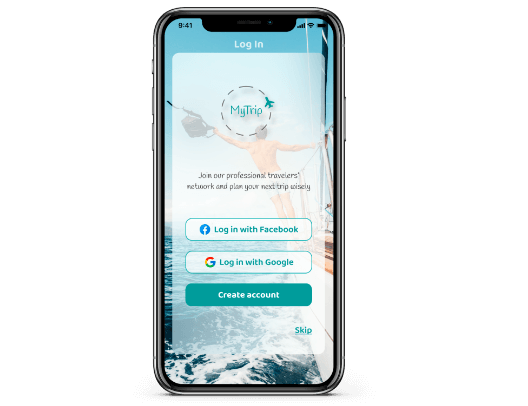 9:41
Log In
MyTrip
Join our professional travelers'
network and plan your next trip wisely
Log in with Facebook
Log in with Google
Create account
Skip